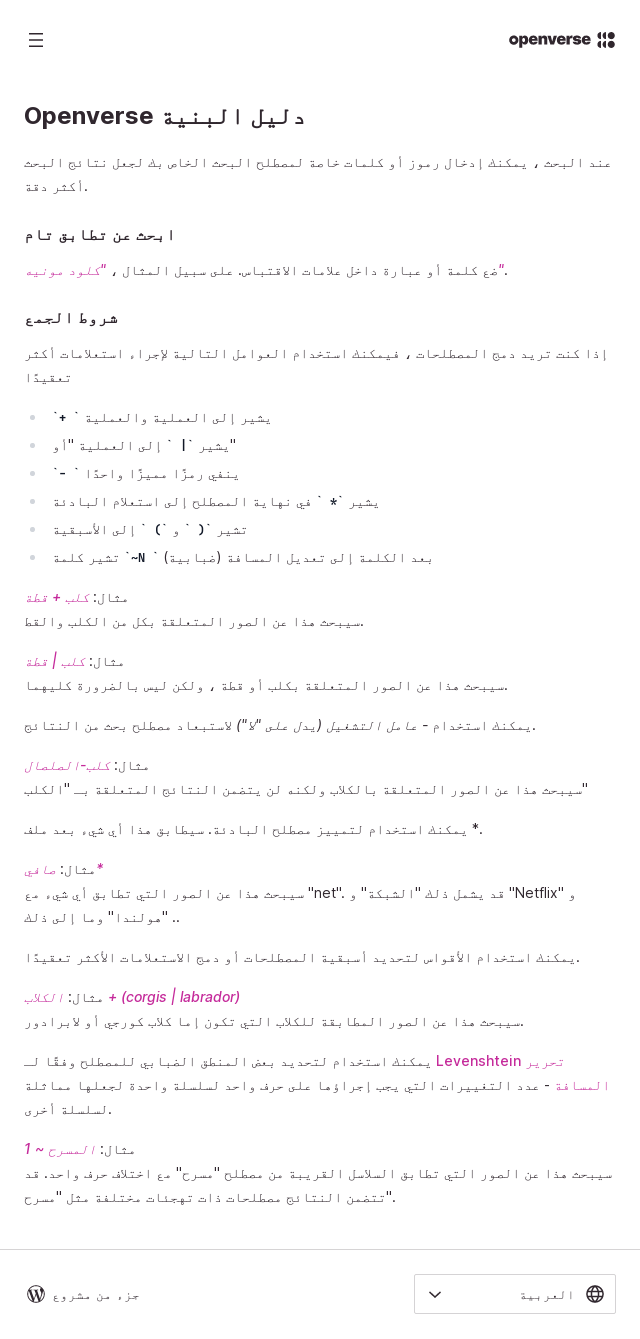 openverse
دليل البنية Openverse
عند البحث ، يمكنك إدخال رموز أو كلمات خاصة لمصطلح البحث الخاص بك لجعل نتائج البحث
أكثر دقة.
ابحث عن تطابق تام
ضع كلمة أو عبارة داخل علامات الاقتباس. على سبيل المثال ، "كلود مونيه".
شروط الجمع
إذا كنت تريد دمج المصطلحات ، فيمكنك استخدام العوامل التالية لإجراء استعلامات أكثر
تعقيدًا
`+ ` يشير إلى العملية والعملية
يشير `| ` إلى العملية "أو"
`- ` ينفي رمزًا مميزًا واحدًا
يشير `* ` في نهاية المصطلح إلى استعلام البادئة
تشير `( ` و `) ` إلى الأسبقية
تشير كلمة `~N ` بعد الكلمة إلى تعديل المسافة (ضبابية)
مثال: كلب + قطة
سيبحث هذا عن الصور المتعلقة بكل من الكلب والقط.
مثال: كلب | قطة
سيبحث هذا عن الصور المتعلقة بكلب أو قطة ، ولكن ليس بالضرورة كليهما.
يمكنك استخدام - عامل التشغيل (يدل على "لا") لاستبعاد مصطلح بحث من النتائج.
مثال: كلب-الصلصال
سيبحث هذا عن الصور المتعلقة بالكلاب ولكنه لن يتضمن النتائج المتعلقة بـ "الكلب"
يمكنك استخدام لتمييز مصطلح البادئة. سيطابق هذا أي شيء بعد ملف *.
مثال: صافي*
سيبحث هذا عن الصور التي تطابق أي شيء مع "net". قد يشمل ذلك "الشبكة" و "Netflix" و
"هولندا" وما إلى ذلك ..
يمكنك استخدام الأقواس لتحديد أسبقية المصطلحات أو دمج الاستعلامات الأكثر تعقيدًا.
مثال: الكلاب + (corgis | labrador)
سيبحث هذا عن الصور المطابقة للكلاب التي تكون إما كلاب كورجي أو لابرادور.
يمكنك استخدام لتحديد بعض المنطق الضبابي للمصطلح وفقًا لـ Levenshtein تحرير
المسافة - عدد التغييرات التي يجب إجراؤها على حرف واحد لسلسلة واحدة لجعلها مماثلة
لسلسلة أخرى.
مثال: المسرح ~ 1
سيبحث هذا عن الصور التي تطابق السلاسل القريبة من مصطلح "مسرح" مع اختلاف حرف واحد. قد
تتضمن النتائج مصطلحات ذات تهجئات مختلفة مثل "مسرح".
العربية
جزء من مشروع